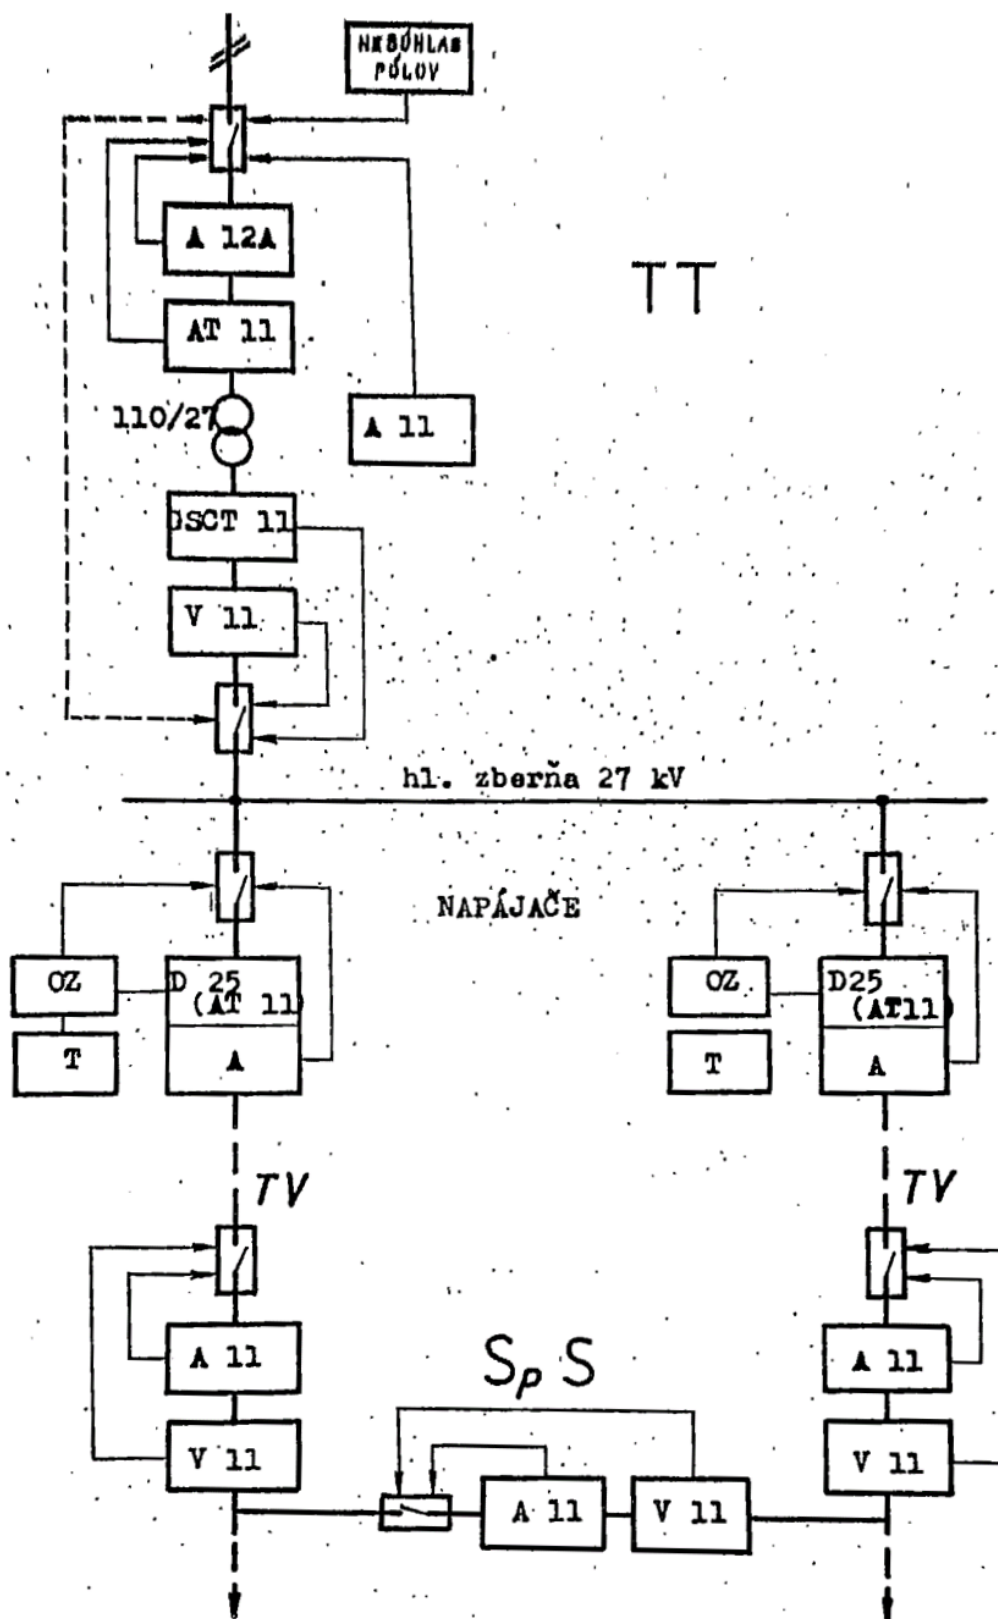 NESÚHLAS
PÓLOV
A 12A
TT
AT 11
110/27
A 11
GSCT 11
V 11
hl. zberňa 27 kV
NAPÁJAČE
OZ
D 25
(AT 11)
T
A
OZ
D25
(AT11)
T
A
TV
TV
A 11
A 11
SpS
V 11
V 11
A 11
V 11